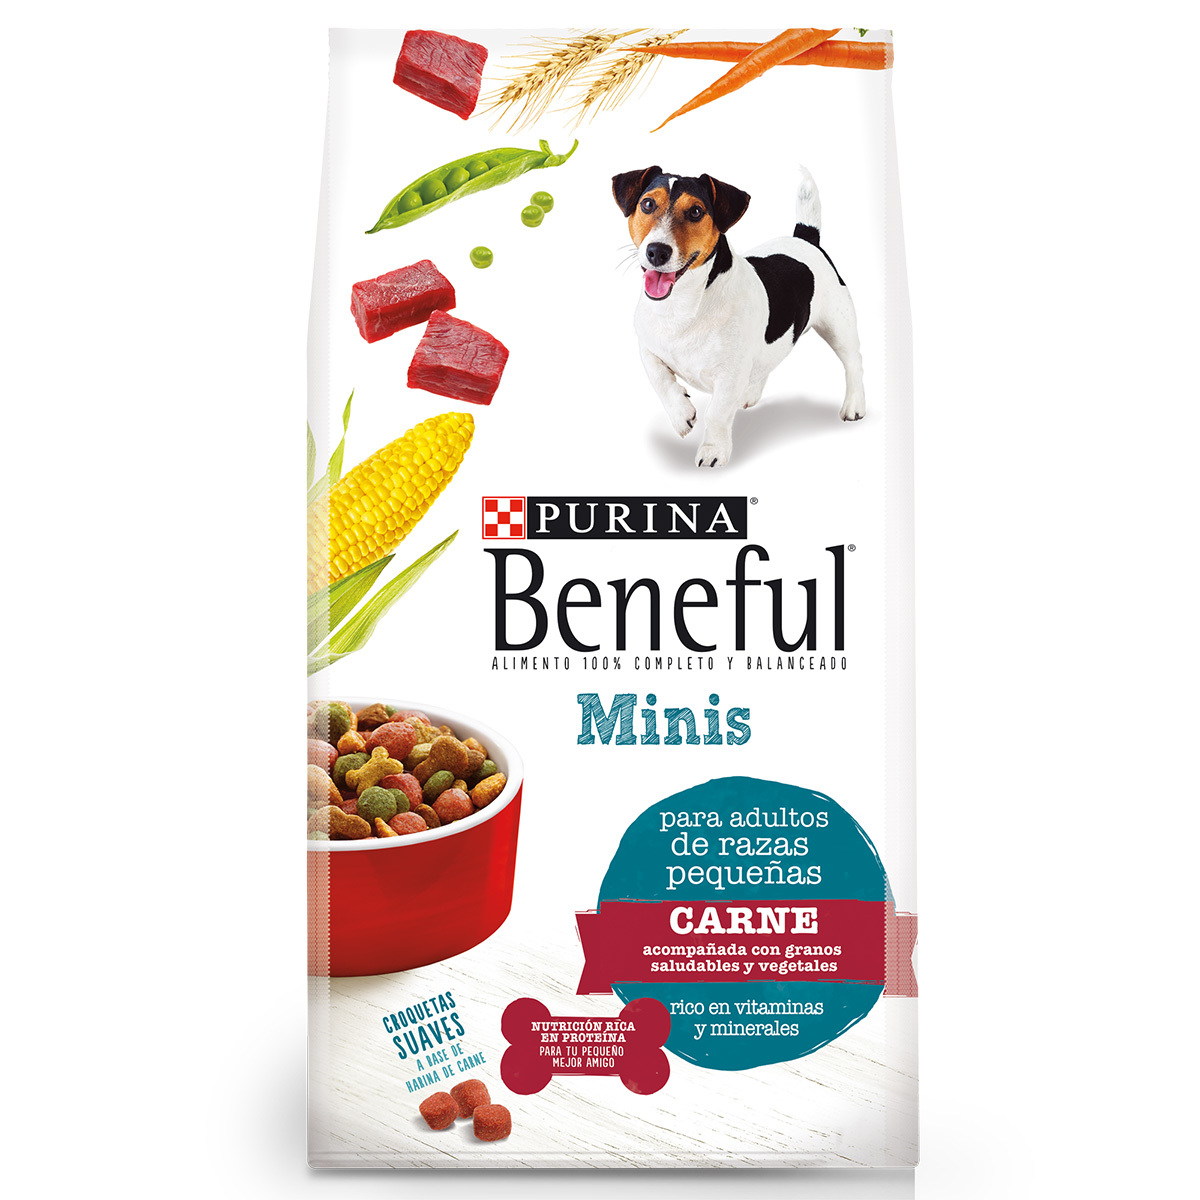 PURINA®
Beneful®
ALIMENTO 100% COMPLETO Y BALANCEADO
Minis
para adultos
de razas
pequeñas
CARNE
acompañada con granos
saludables y vegetales
rico en vitaminas
y minerales
CROQUETAS
SUAVES
A BASE DE
HARINA DE CARNE
NUTRICIÓN RICA
EN PROTEÍNA
PARA TU PEQUEÑO
MEJOR AMIGO